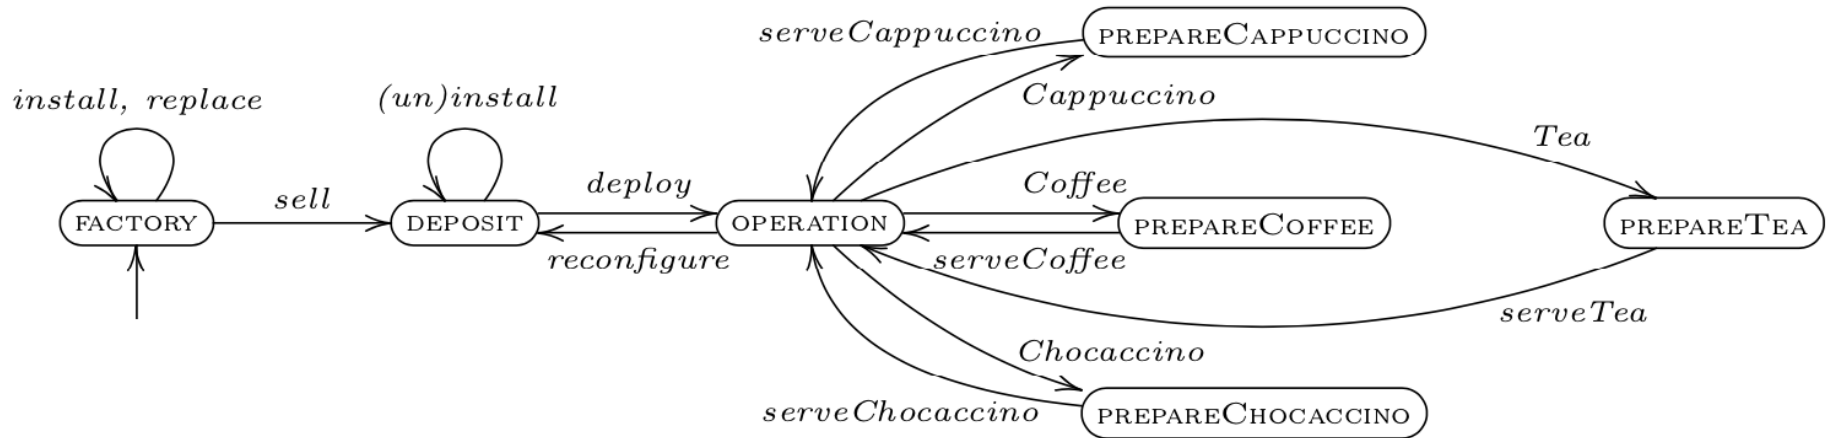 serveCappuccino
PREPARECAPPUCCINO
install, replace
(un)install
Cappuccino
Tea
sell
deploy
Coffee
FACTORY
DEPOSIT
OPERATION
PREPARECOFFEE
PREPARETEA
reconfigure
serveCoffee
serveTea
Chocaccino
serveChocaccino
PREPARECHOCACCINO